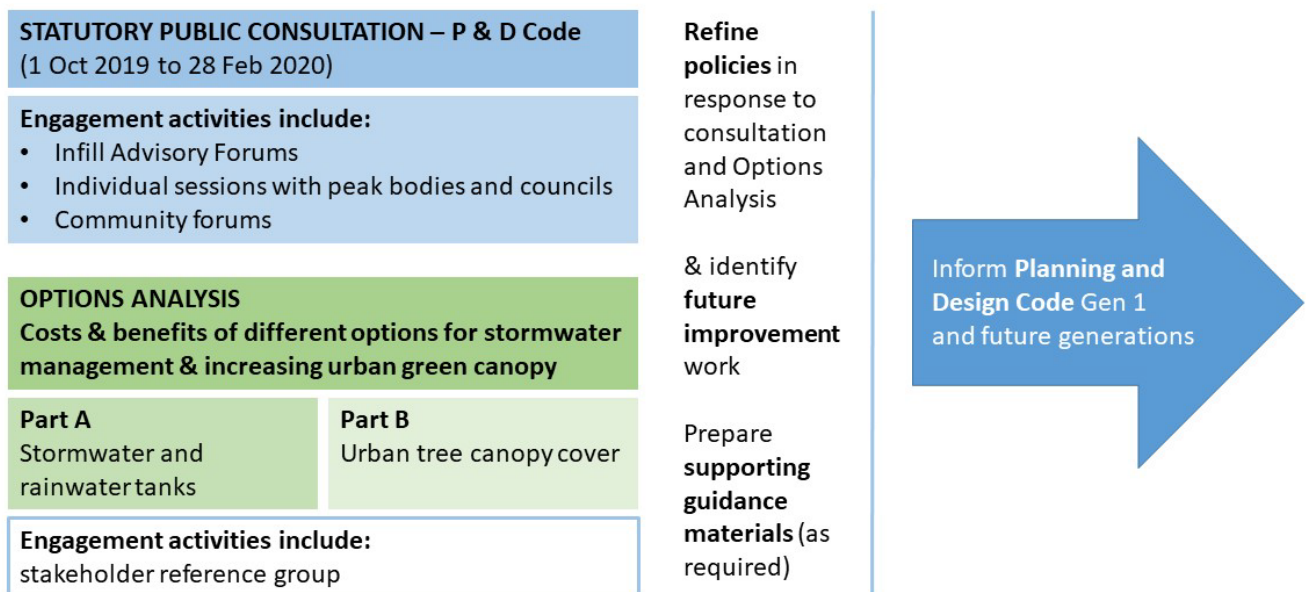 STATUTORY PUBLIC CONSULTATION – P & D Code
(1 Oct 2019 to 28 Feb 2020)
Engagement activities include:
• Infill Advisory Forums
• Individual sessions with peak bodies and councils
• Community forums
OPTIONS ANALYSIS
Costs & benefits of different options for stormwater
management & increasing urban green canopy
Part A
Stormwater and
rainwater tanks
Part B
Urban tree canopy cover
Engagement activities include:
stakeholder reference group
Refine
policies in
response to
consultation
and Options
Analysis
& identify
future
improvement
work
Prepare
supporting
guidance
materials (as
required)
Inform Planning and
Design Code Gen 1
and future generations